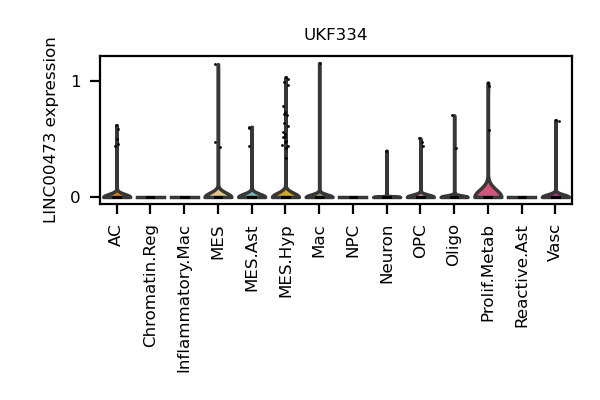 UKF334
LINC00473 expression
1
0
AC
Chromatin.Reg
Inflammatory.Mac
MES
MES.Ast
MES.Hyp
Mac
NPC
Neuron
OPC
Oligo
Prolif.Metab
Reactive.Ast
Vasc